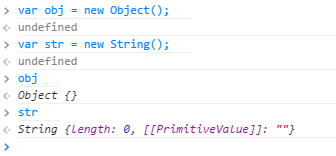 > var obj = new Object();
< undefined
> var str = new String();
< undefined
> obj
< Object {}
> str
< String {length: 0, [[PrimitiveValue]]: ""}
>